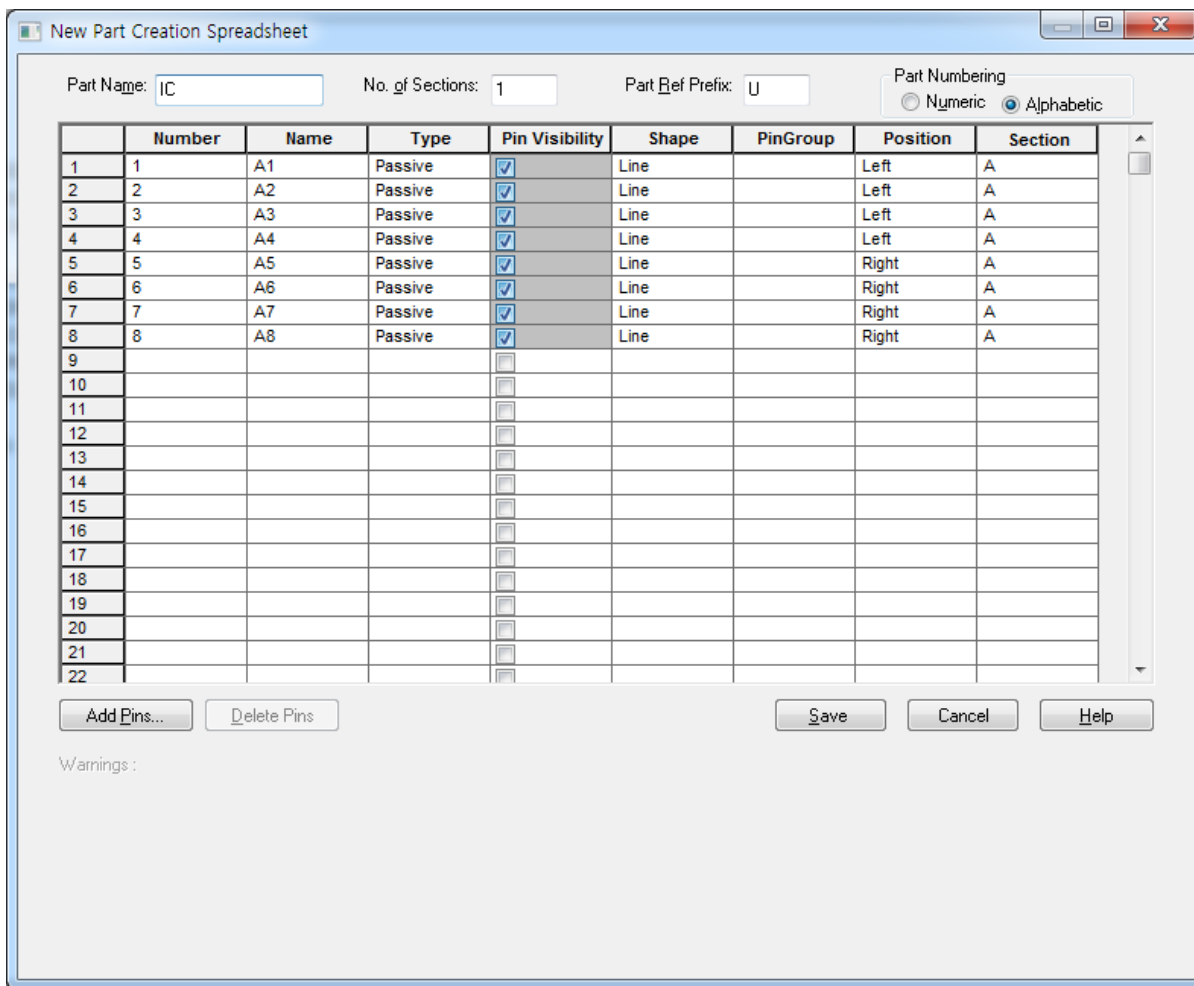 New Part Creation Spreadsheet
Part Name: IC No. of Sections: 1 Part Ref Prefix: U Part Numbering
Numeric Alphabetic
Number Name Type Pin Visibility Shape PinGroup Position Section
1 1 A1 Passive Line Left A
2 2 A2 Passive Line Left A
3 3 A3 Passive Line Left A
4 4 A4 Passive Line Left A
5 5 A5 Passive Line Right A
6 6 A6 Passive Line Right A
7 7 A7 Passive Line Right A
8 8 A8 Passive Line Right A
9
10
11
12
13
14
15
16
17
18
19
20
21
22
Add Pins... Delete Pins Save Cancel Help
Warnings :